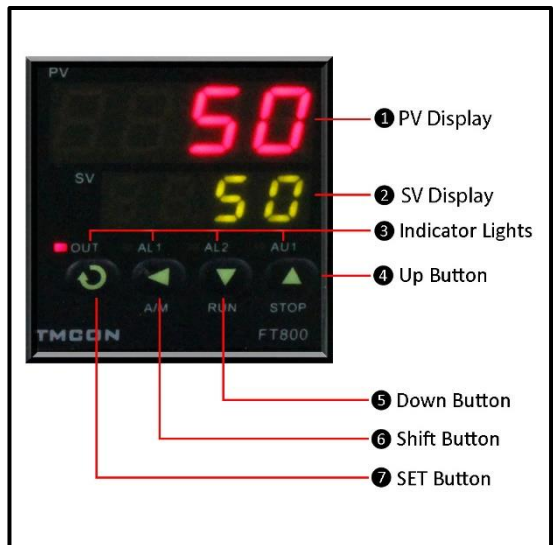 PV
50
❶ PV Display
SV
50
❷ SV Display
❸ Indicator Lights
OUT AL1 AL2 AU1
❹ Up Button
A/M RUN STOP
TMCON FT800
❺ Down Button
❻ Shift Button
❼ SET Button